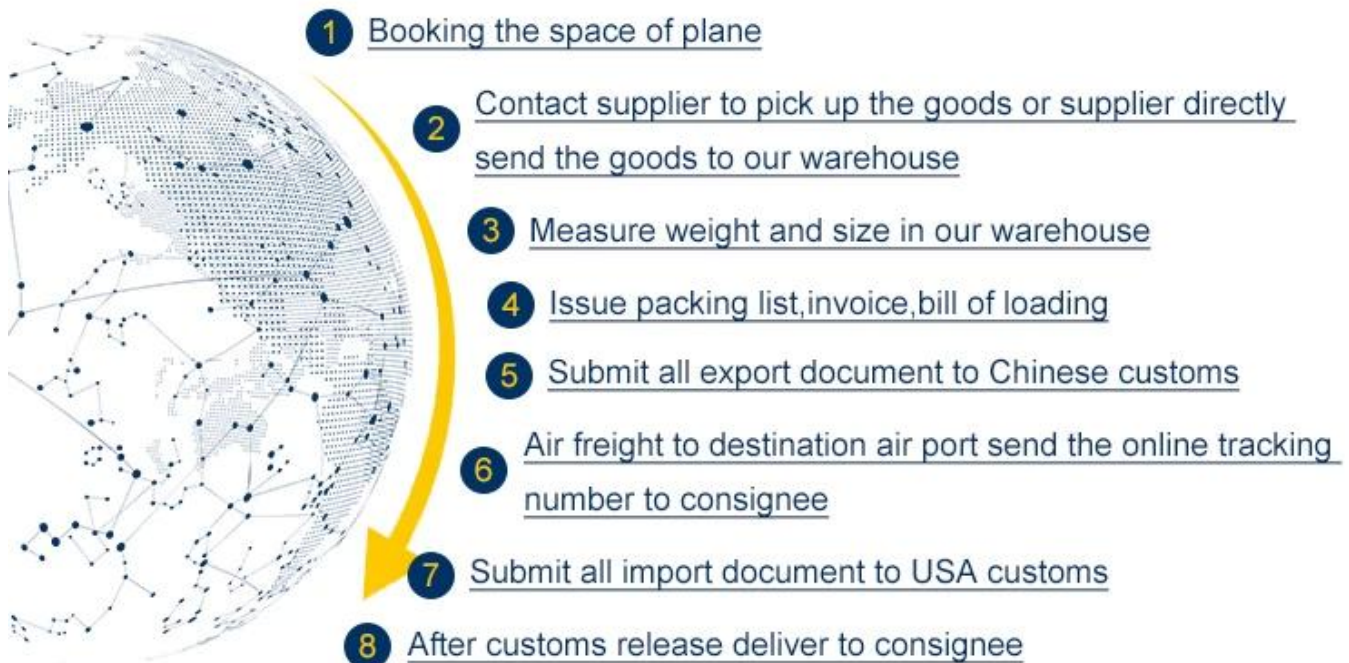 1 Booking the space of plane
2 Contact supplier to pick up the goods or supplier directly
send the goods to our warehouse
3 Measure weight and size in our warehouse
4 Issue packing list,invoice,bill of loading
5 Submit all export document to Chinese customs
6 Air freight to destination air port send the online tracking
number to consignee
7 Submit all import document to USA customs
8 After customs release deliver to consignee